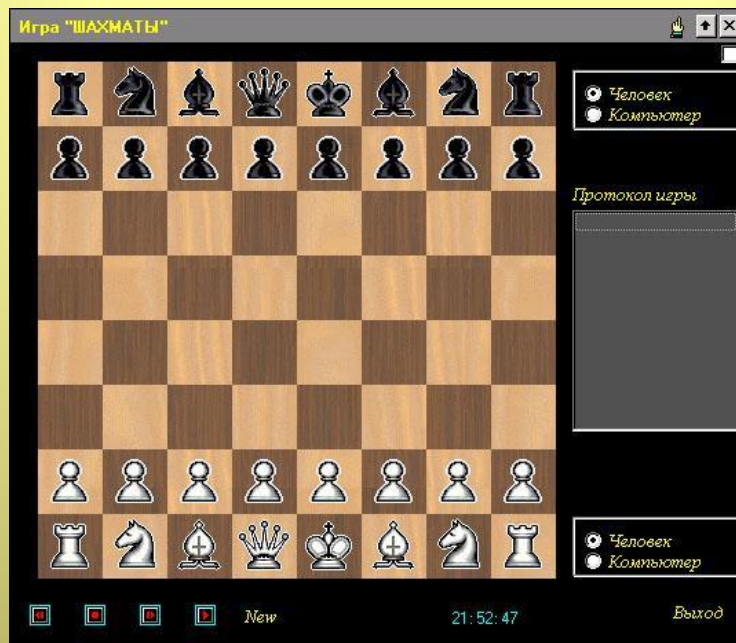 Игра "ШАХМАТЫ"
Человек
Компьютер
Протокол игры
Человек
Компьютер
New
21:52:47
Выход